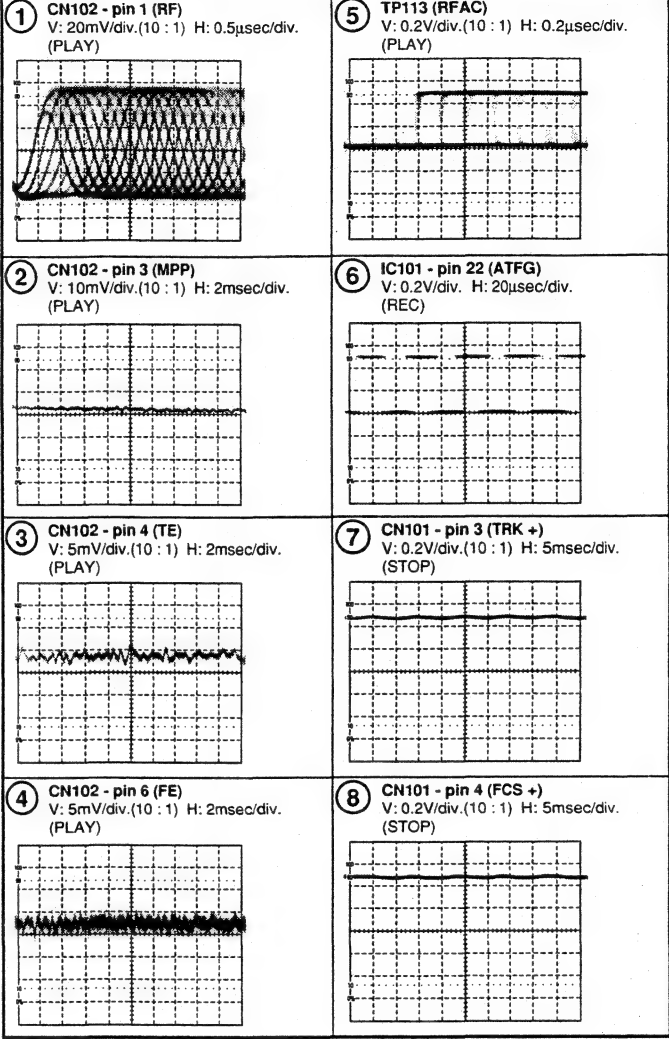 1
CN102 - pin 1 (RF)
V: 20mV/div.(10 : 1) H: 0.5µsec/div.
(PLAY)
2
CN102 - pin 3 (MPP)
V: 10mV/div.(10 : 1) H: 2msec/div.
(PLAY)
3
CN102 - pin 4 (TE)
V: 5mV/div.(10 : 1) H: 2msec/div.
(PLAY)
4
CN102 - pin 6 (FE)
V: 5mV/div.(10 : 1) H: 2msec/div.
(PLAY)
5
TP113 (RFAC)
V: 0.2V/div.(10 : 1) H: 0.2µsec/div.
(PLAY)
6
IC101 - pin 22 (ATFG)
V: 0.2V/div. H: 20µsec/div.
(REC)
7
CN101 - pin 3 (TRK +)
V: 0.2V/div.(10 : 1) H: 5msec/div.
(STOP)
8
CN101 - pin 4 (FCS +)
V: 0.2V/div.(10 : 1) H: 5msec/div.
(STOP)